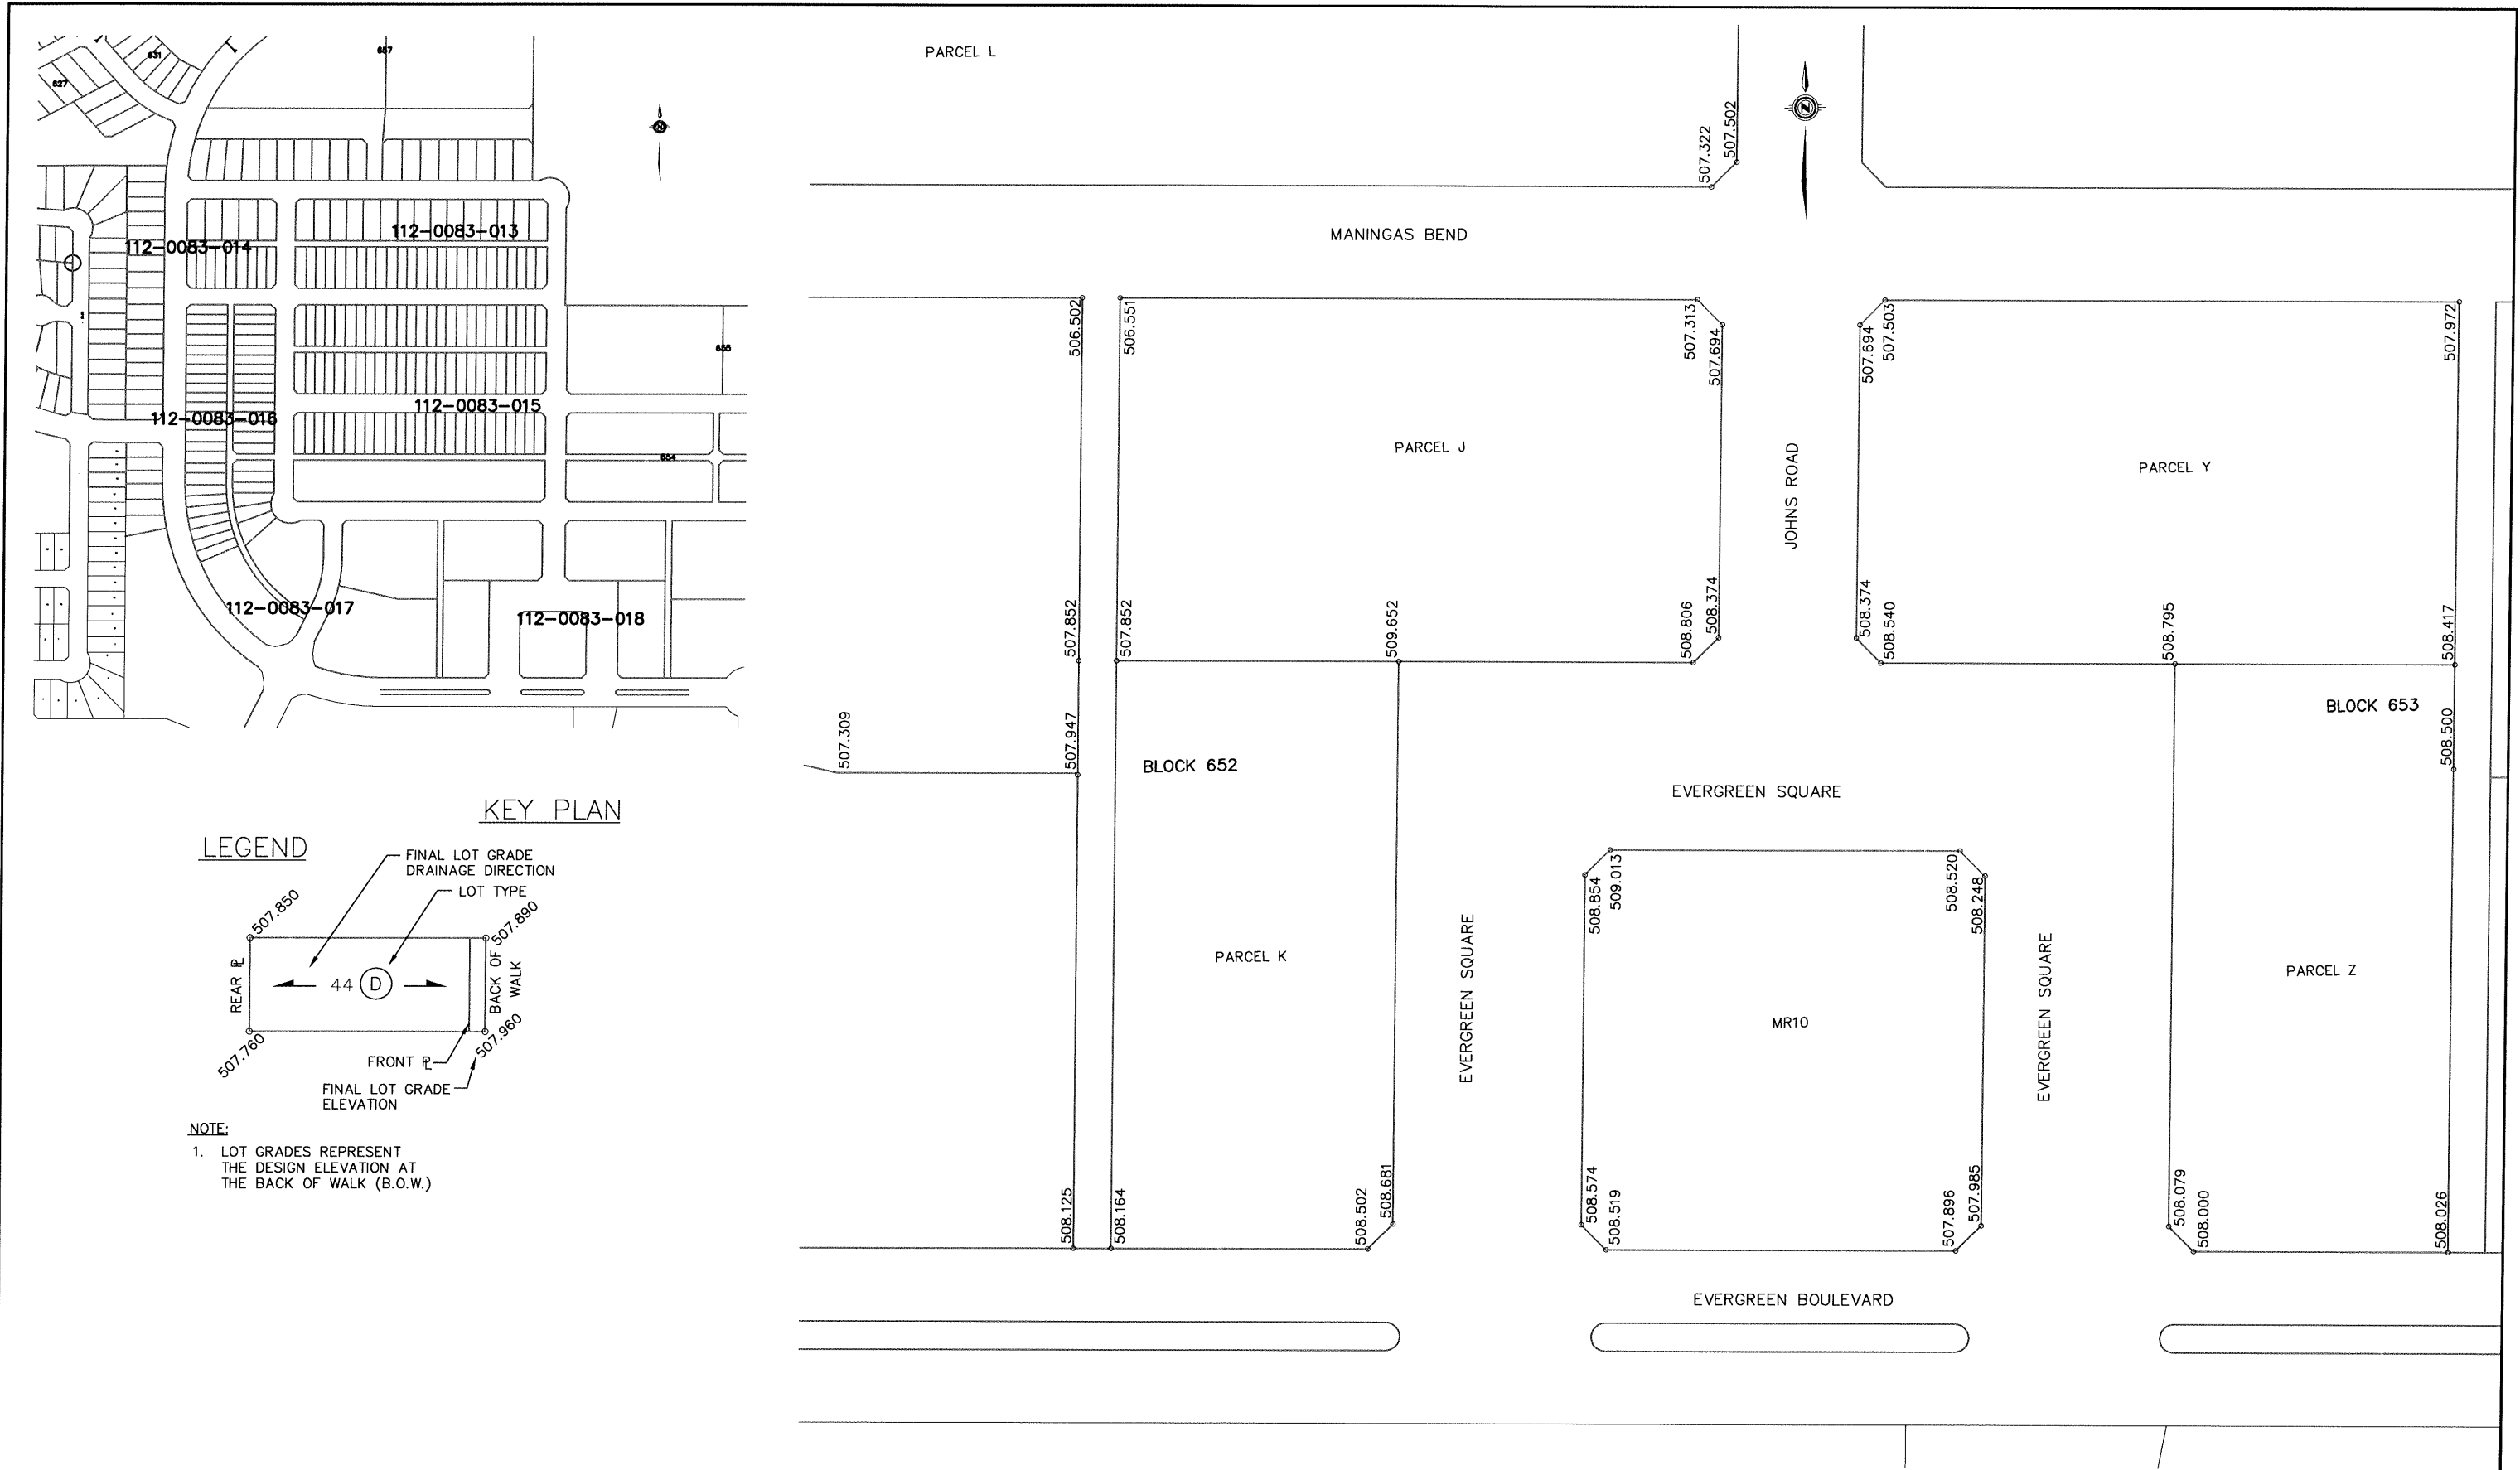 657
631
627
112-0083-013
112-0083-014
1
655
112-0083-015
112-0083-016
654
112-0083-017
112-0083-018
KEY PLAN
LEGEND
FINAL LOT GRADE
DRAINAGE DIRECTION
LOT TYPE
507.850
507.890
REAR PL
44 D
BACK OF
WALK
507.760
507.960
FRONT PL
FINAL LOT GRADE
ELEVATION
NOTE:
1. LOT GRADES REPRESENT
THE DESIGN ELEVATION AT
THE BACK OF WALK (B.O.W.)
PARCEL L
507.322
507.502
N
MANINGAS BEND
506.502
506.551
507.313
507.694
507.694
507.503
507.972
PARCEL J
JOHNS ROAD
PARCEL Y
507.852
507.852
509.652
508.806
508.374
508.374
508.540
508.795
508.417
507.309
507.947
BLOCK 652
BLOCK 653
508.500
EVERGREEN SQUARE
508.854
509.013
508.520
508.248
PARCEL K
EVERGREEN SQUARE
MR10
EVERGREEN SQUARE
PARCEL Z
508.125
508.164
508.502
508.681
508.574
508.519
507.896
507.985
508.079
508.000
508.026
EVERGREEN BOULEVARD